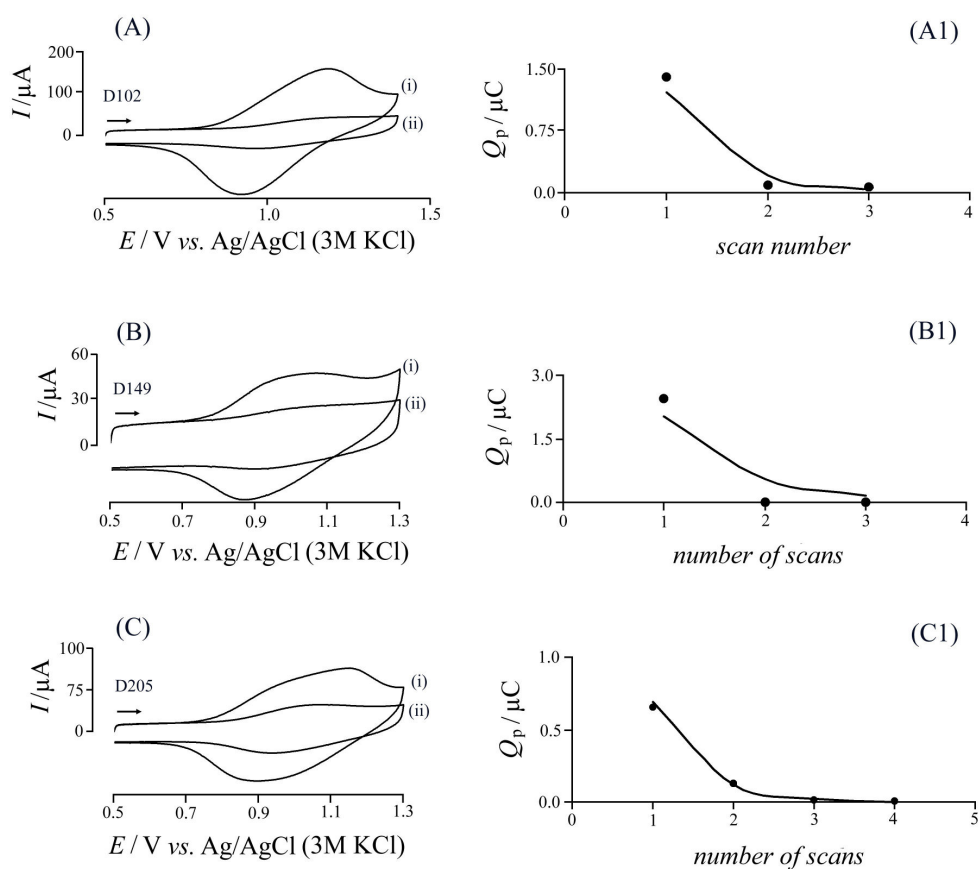 (A)
200
100
0
I /µA
D102
(i)
(ii)
0.5 1.0 1.5
E / V vs. Ag/AgCl (3M KCl)
(A1)
1.50
0.75
0.0
Qp / µC
0 1 2 3 4
scan number
(B)
60
30
0
I /µA
D149
(i)
(ii)
0.5 0.7 0.9 1.1 1.3
E / V vs. Ag/AgCl (3M KCl)
(B1)
3.0
1.5
0.0
Qp / µC
0 1 2 3 4
number of scans
(C)
100
75
0
I /µA
D205
(i)
(ii)
0.5 0.7 0.9 1.1 1.3
E / V vs. Ag/AgCl (3M KCl)
(C1)
1.0
0.5
0.0
Qp / µC
0 1 2 3 4 5
number of scans